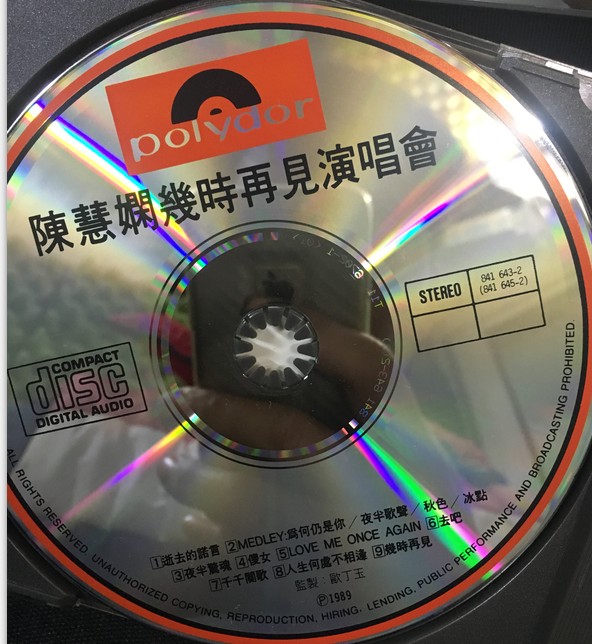 polydor
陳慧嫻幾時再見演唱會
STEREO
841 643-2
(841 645-2)
COMPACT
disc
DIGITAL AUDIO
1逝去的諾言 2MEDLEY:爲何仍是你／夜半歌聲／秋色／冰點
3夜半驚魂 4傻女 5LOVE ME ONCE AGAIN 6去吧
7千千闋歌 8人生何處不相逢 9幾時再見
監製：歐丁玉
Ⓟ1989
ALL RIGHTS RESERVED. UNAUTHORIZED COPYING, REPRODUCTION, HIRING, LENDING, PUBLIC PERFORMANCE AND BROADCASTING PROHIBITED.